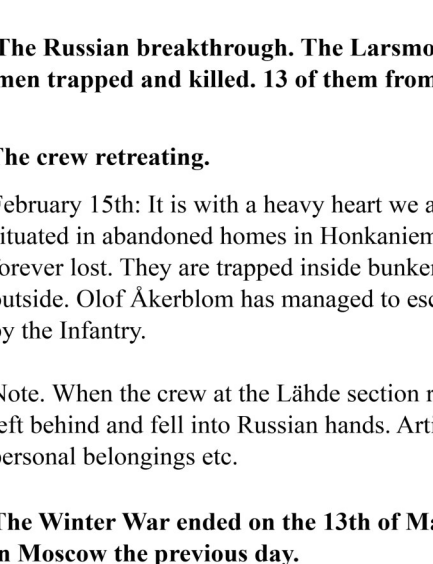 The Russian breakthrough. The Larsmo
men trapped and killed. 13 of them from
The crew retreating.
February 15th: It is with a heavy heart we a
situated in abandoned homes in Honkaniem
forever lost. They are trapped inside bunke
outside. Olof Åkerblom has managed to esc
by the Infantry.
Note. When the crew at the Lähde section r
left behind and fell into Russian hands. Arti
personal belongings etc.
The Winter War ended on the 13th of Ma
in Moscow the previous day.